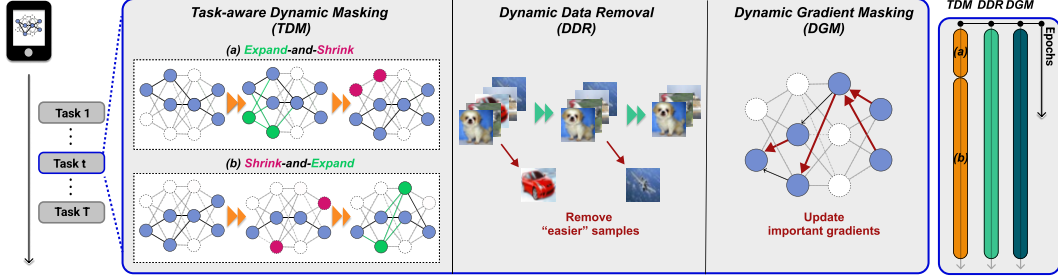 Task 1
Task t
Task T
Task-aware Dynamic Masking
(TDM)
(a) Expand-and-Shrink
(b) Shrink-and-Expand
Dynamic Data Removal
(DDR)
Remove
“easier” samples
Dynamic Gradient Masking
(DGM)
Update
important gradients
TDM DDR DGM
(a)
(b)
Epochs